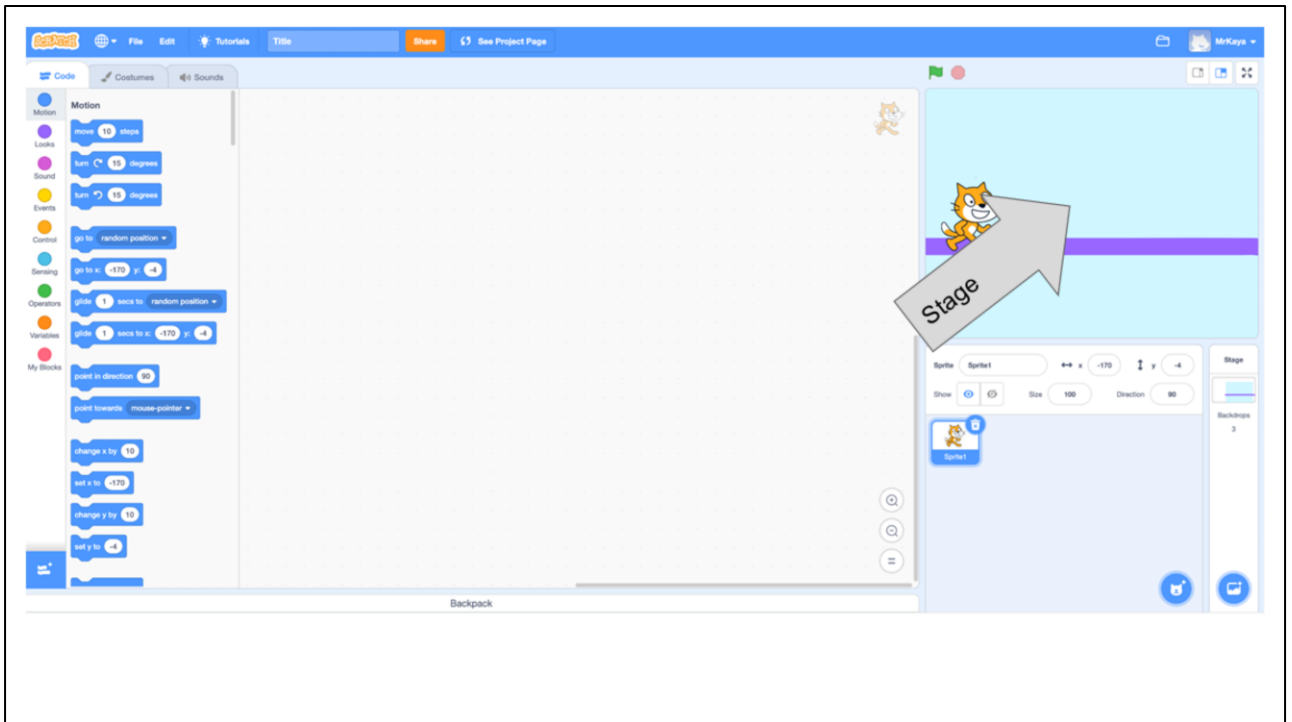 SCRATCH File Edit Tutorials Title Share See Project Page MrKaya
Code Costumes Sounds
Motion
Looks
Sound
Events
Control
Sensing
Operators
Variables
My Blocks
Motion
move 10 steps
turn 15 degrees
turn 15 degrees
go to random position
go to x: -170 y: -4
glide 1 secs to random position
glide 1 secs to x: -170 y: -4
point in direction 90
point towards mouse-pointer
change x by 10
set x to -170
change y by 10
set y to -4
Backpack
Stage
Sprite Sprite1 x -170 y -4
Show Size 100 Direction 90
Sprite1
Stage
Backdrops
3